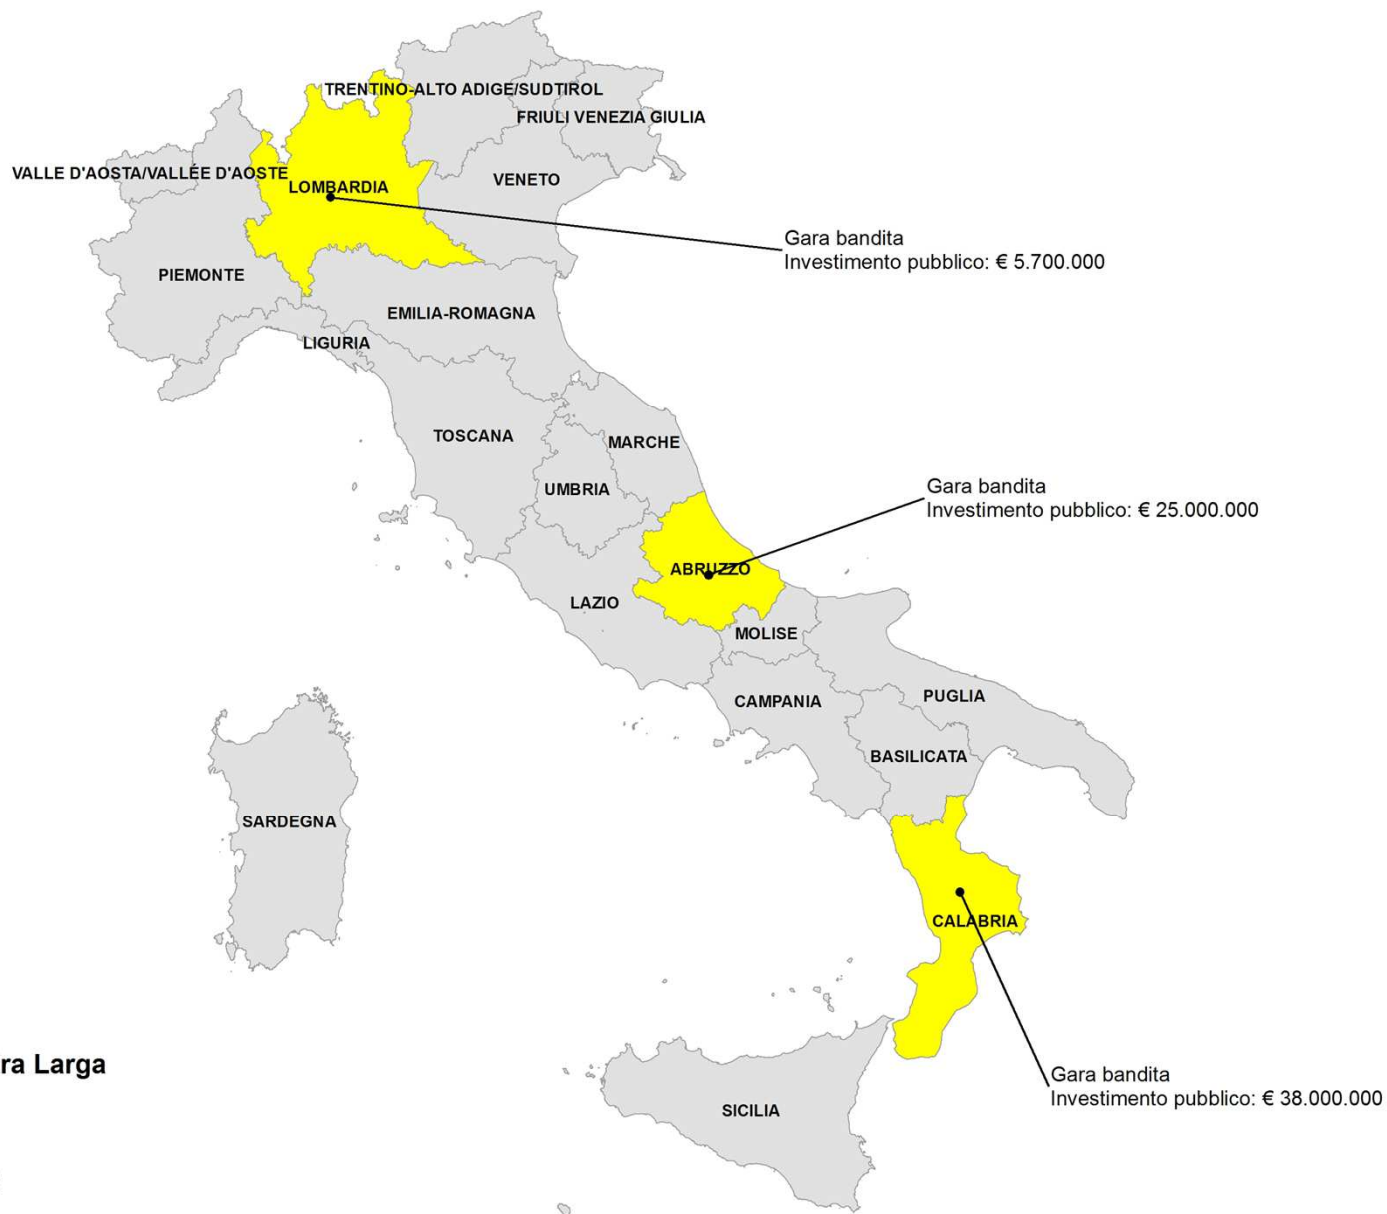 TRENTINO-ALTO ADIGE/SUDTIROL
FRIULI VENEZIA GIULIA
VALLE D'AOSTA/VALLÉE D'AOSTE
LOMBARDIA
VENETO
Gara bandita
Investimento pubblico: € 5.700.000
PIEMONTE
EMILIA-ROMAGNA
LIGURIA
TOSCANA
MARCHE
UMBRIA
Gara bandita
Investimento pubblico: € 25.000.000
ABRUZZO
LAZIO
MOLISE
PUGLIA
CAMPANIA
BASILICATA
SARDEGNA
CALABRIA
ra Larga
Gara bandita
Investimento pubblico: € 38.000.000
SICILIA